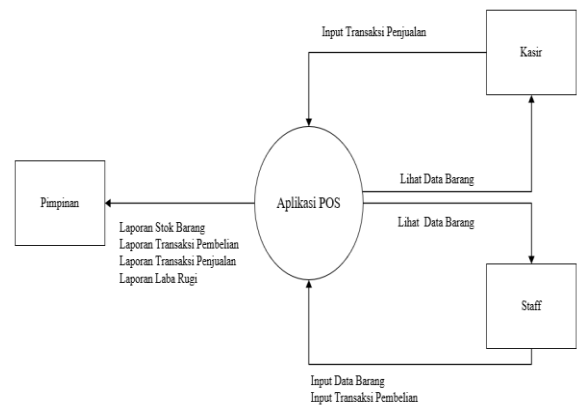 Input Transaksi Penjualan
Kasir
Lihat Data Barang
Pimpinan
Aplikasi POS
Lihat Data Barang
Laporan Stok Barang
Laporan Transaksi Pembelian
Laporan Transaksi Penjualan
Laporan Laba Rugi
Staff
Input Data Barang
Input Transaksi Pembelian